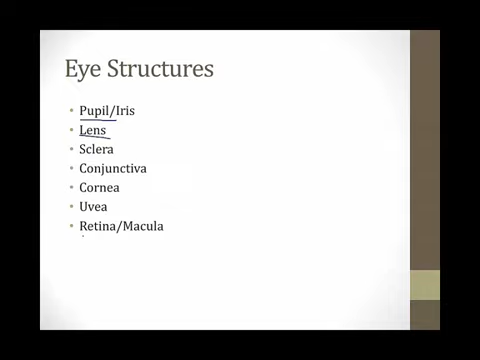 Eye Structures
• Pupil/Iris
• Lens
• Sclera
• Conjunctiva
• Cornea
• Uvea
• Retina/Macula